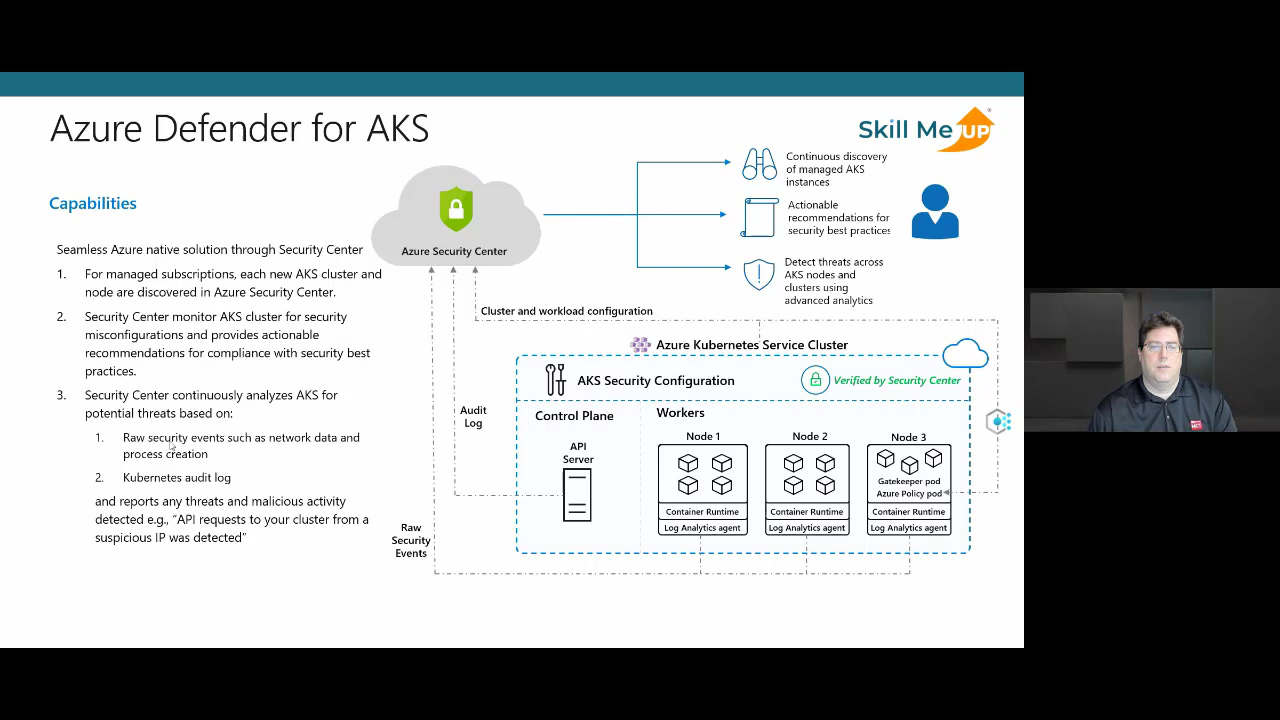 Azure Defender for AKS
Skill Me UP
Capabilities
Seamless Azure native solution through Security Center
1. For managed subscriptions, each new AKS cluster and
node are discovered in Azure Security Center.
2. Security Center monitor AKS cluster for security
misconfigurations and provides actionable
recommendations for compliance with security best
practices.
3. Security Center continuously analyzes AKS for
potential threats based on:
1. Raw security events such as network data and
process creation
2. Kubernetes audit log
and reports any threats and malicious activity
detected e.g., “API requests to your cluster from a
suspicious IP was detected”
Azure Security Center
Continuous discovery
of managed AKS
instances
Actionable
recommendations for
security best practices
Detect threats across
AKS nodes and
clusters using
advanced analytics
Cluster and workload configuration
Azure Kubernetes Service Cluster
AKS Security Configuration
Verified by Security Center
Audit
Log
Raw
Security
Events
Control Plane
API
Server
Workers
Node 1
Container Runtime
Log Analytics agent
Node 2
Container Runtime
Log Analytics agent
Node 3
Gatekeeper pod
Azure Policy pod
Container Runtime
Log Analytics agent